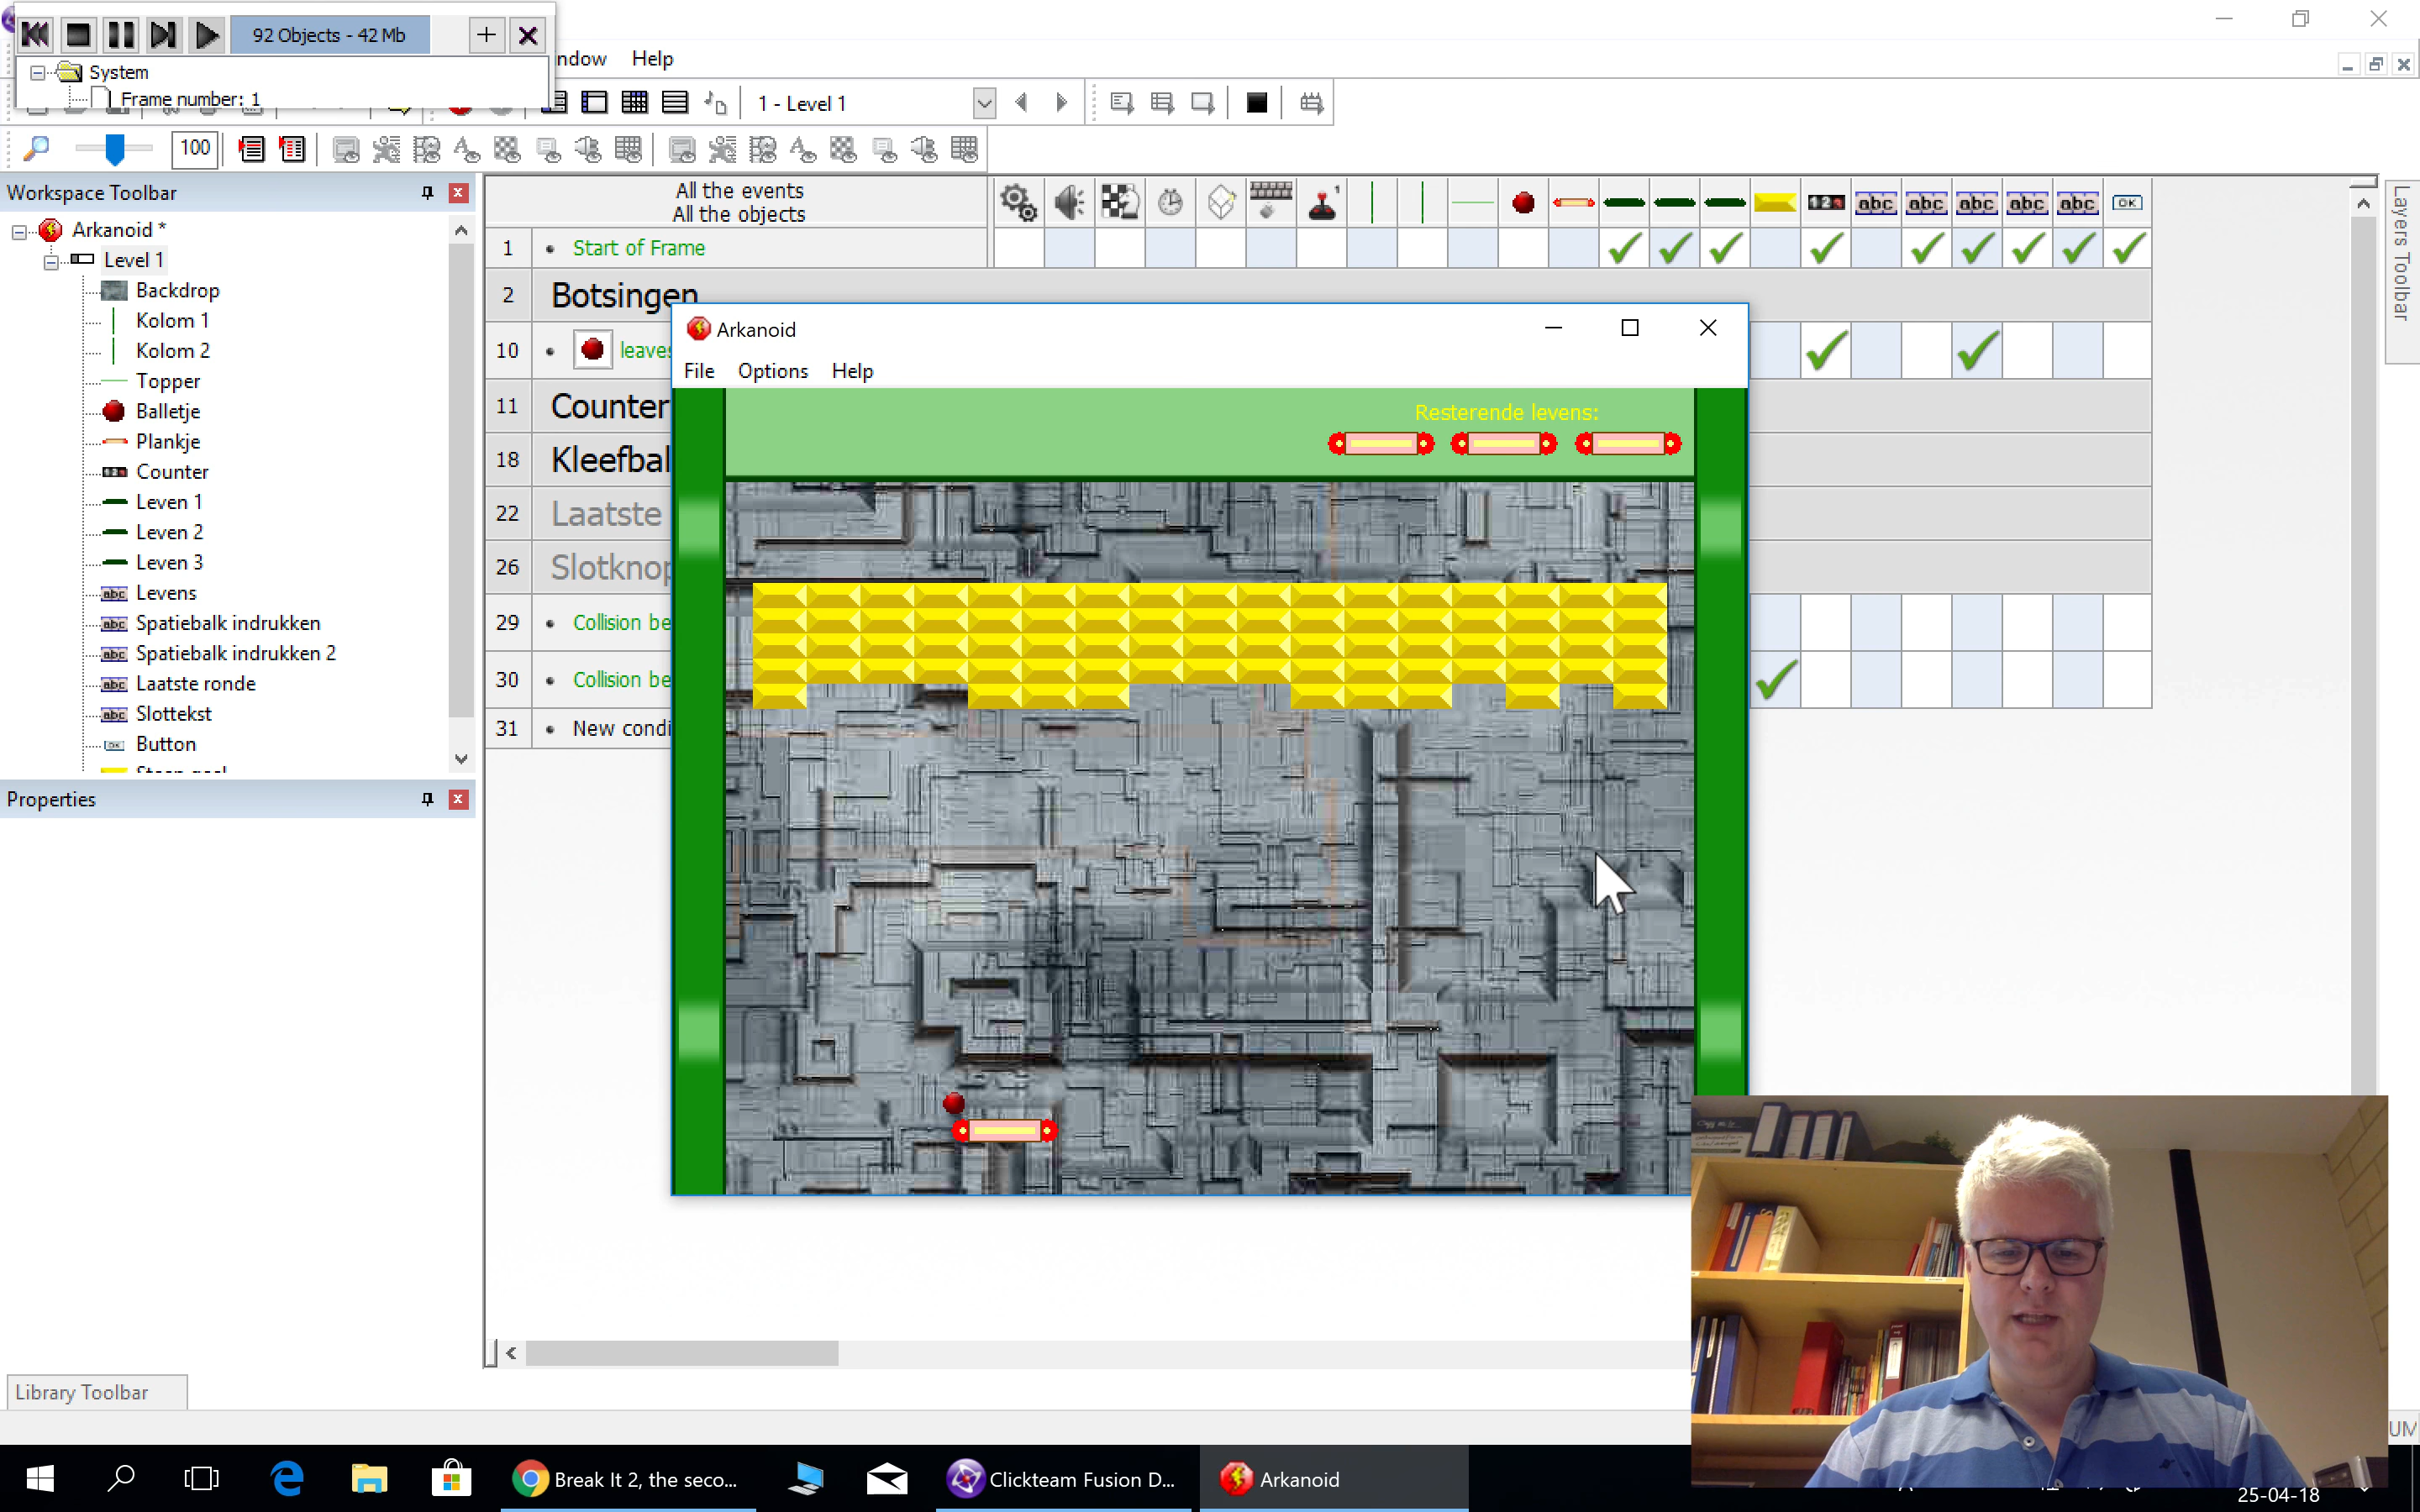 92 Objects - 42 Mb
System
Frame number: 1
ndow Help
1 - Level 1
100
Workspace Toolbar
Arkanoid *
Level 1
Backdrop
Kolom 1
Kolom 2
Topper
Balletje
Plankje
Counter
Leven 1
Leven 2
Leven 3
Levens
Spatiebalk indrukken
Spatiebalk indrukken 2
Laatste ronde
Slottekst
Button
Properties
Library Toolbar
All the events
All the objects
1 Start of Frame
2 Botsingen
10 leaves
11 Counter
18 Kleefbal
22 Laatste
26 Slotknop
29 Collision be
30 Collision be
31 New condi
abc abc abc abc abc OK
Layers Toolbar
Arkanoid
File Options Help
Resterende levens:
Break It 2, the seco...
Clickteam Fusion D...
Arkanoid
25-04-18
UM